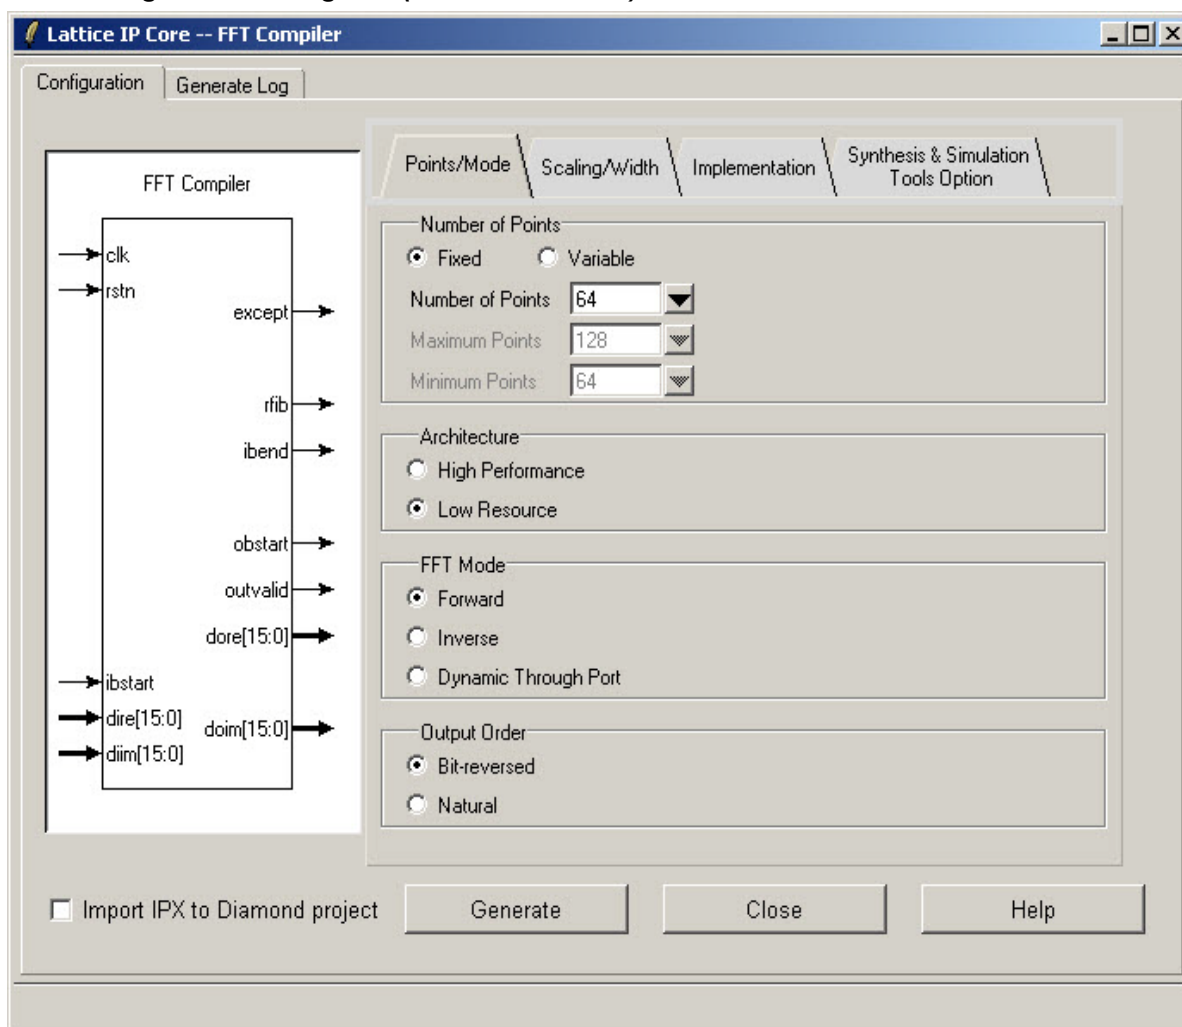 Lattice IP Core -- FFT Compiler
Configuration
Generate Log
FFT Compiler
clk
rstn
except
rfib
ibend
obstart
outvalid
dore[15:0]
ibstart
dire[15:0]
doim[15:0]
diim[15:0]
Points/Mode
Scaling/Width
Implementation
Synthesis & Simulation
Tools Option
Number of Points
Fixed
Variable
Number of Points 64
Maximum Points 128
Minimum Points 64
Architecture
High Performance
Low Resource
FFT Mode
Forward
Inverse
Dynamic Through Port
Output Order
Bit-reversed
Natural
Import IPX to Diamond project
Generate
Close
Help